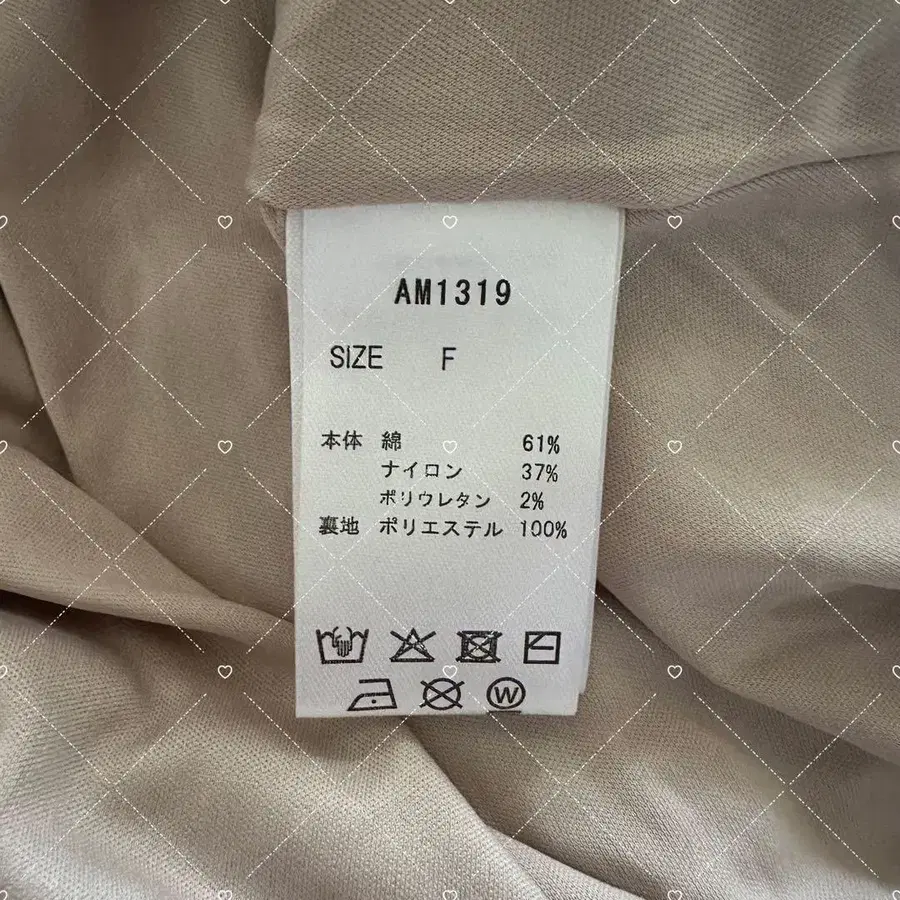 AM1319
SIZE F
本体 綿 61%
ナイロン 37%
ポリウレタン 2%
裏地 ポリエステル 100%
W